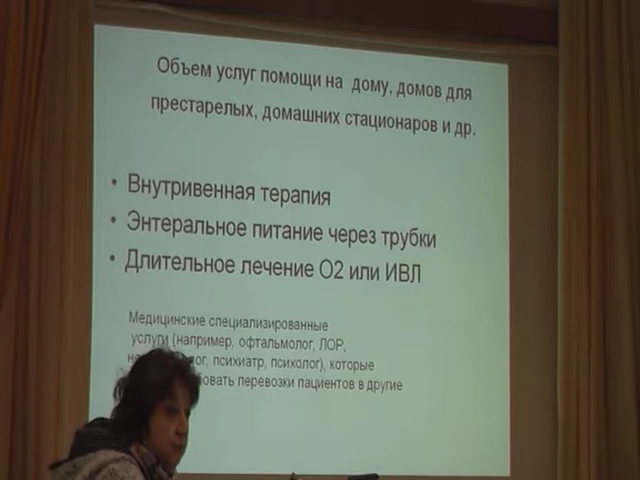 Объем услуг помощи на дому, домов для
престарелых, домашних стационаров и др.
• Внутривенная терапия
• Энтеральное питание через трубки
• Длительное лечение О2 или ИВЛ
Медицинские специализированные
услуги (например, офтальмолог, ЛОР,
психиатр, психолог), которые
перевозки пациентов в другие